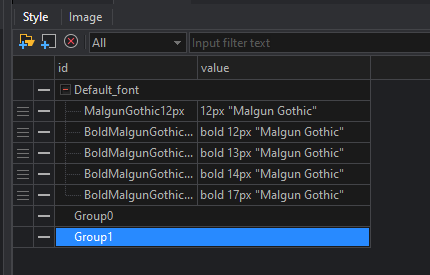 Style Image
All Input filter text
id value
Default_font
MalgunGothic12px 12px "Malgun Gothic"
BoldMalgunGothic... bold 12px "Malgun Gothic"
BoldMalgunGothic... bold 13px "Malgun Gothic"
BoldMalgunGothic... bold 14px "Malgun Gothic"
BoldMalgunGothic... bold 17px "Malgun Gothic"
Group0
Group1